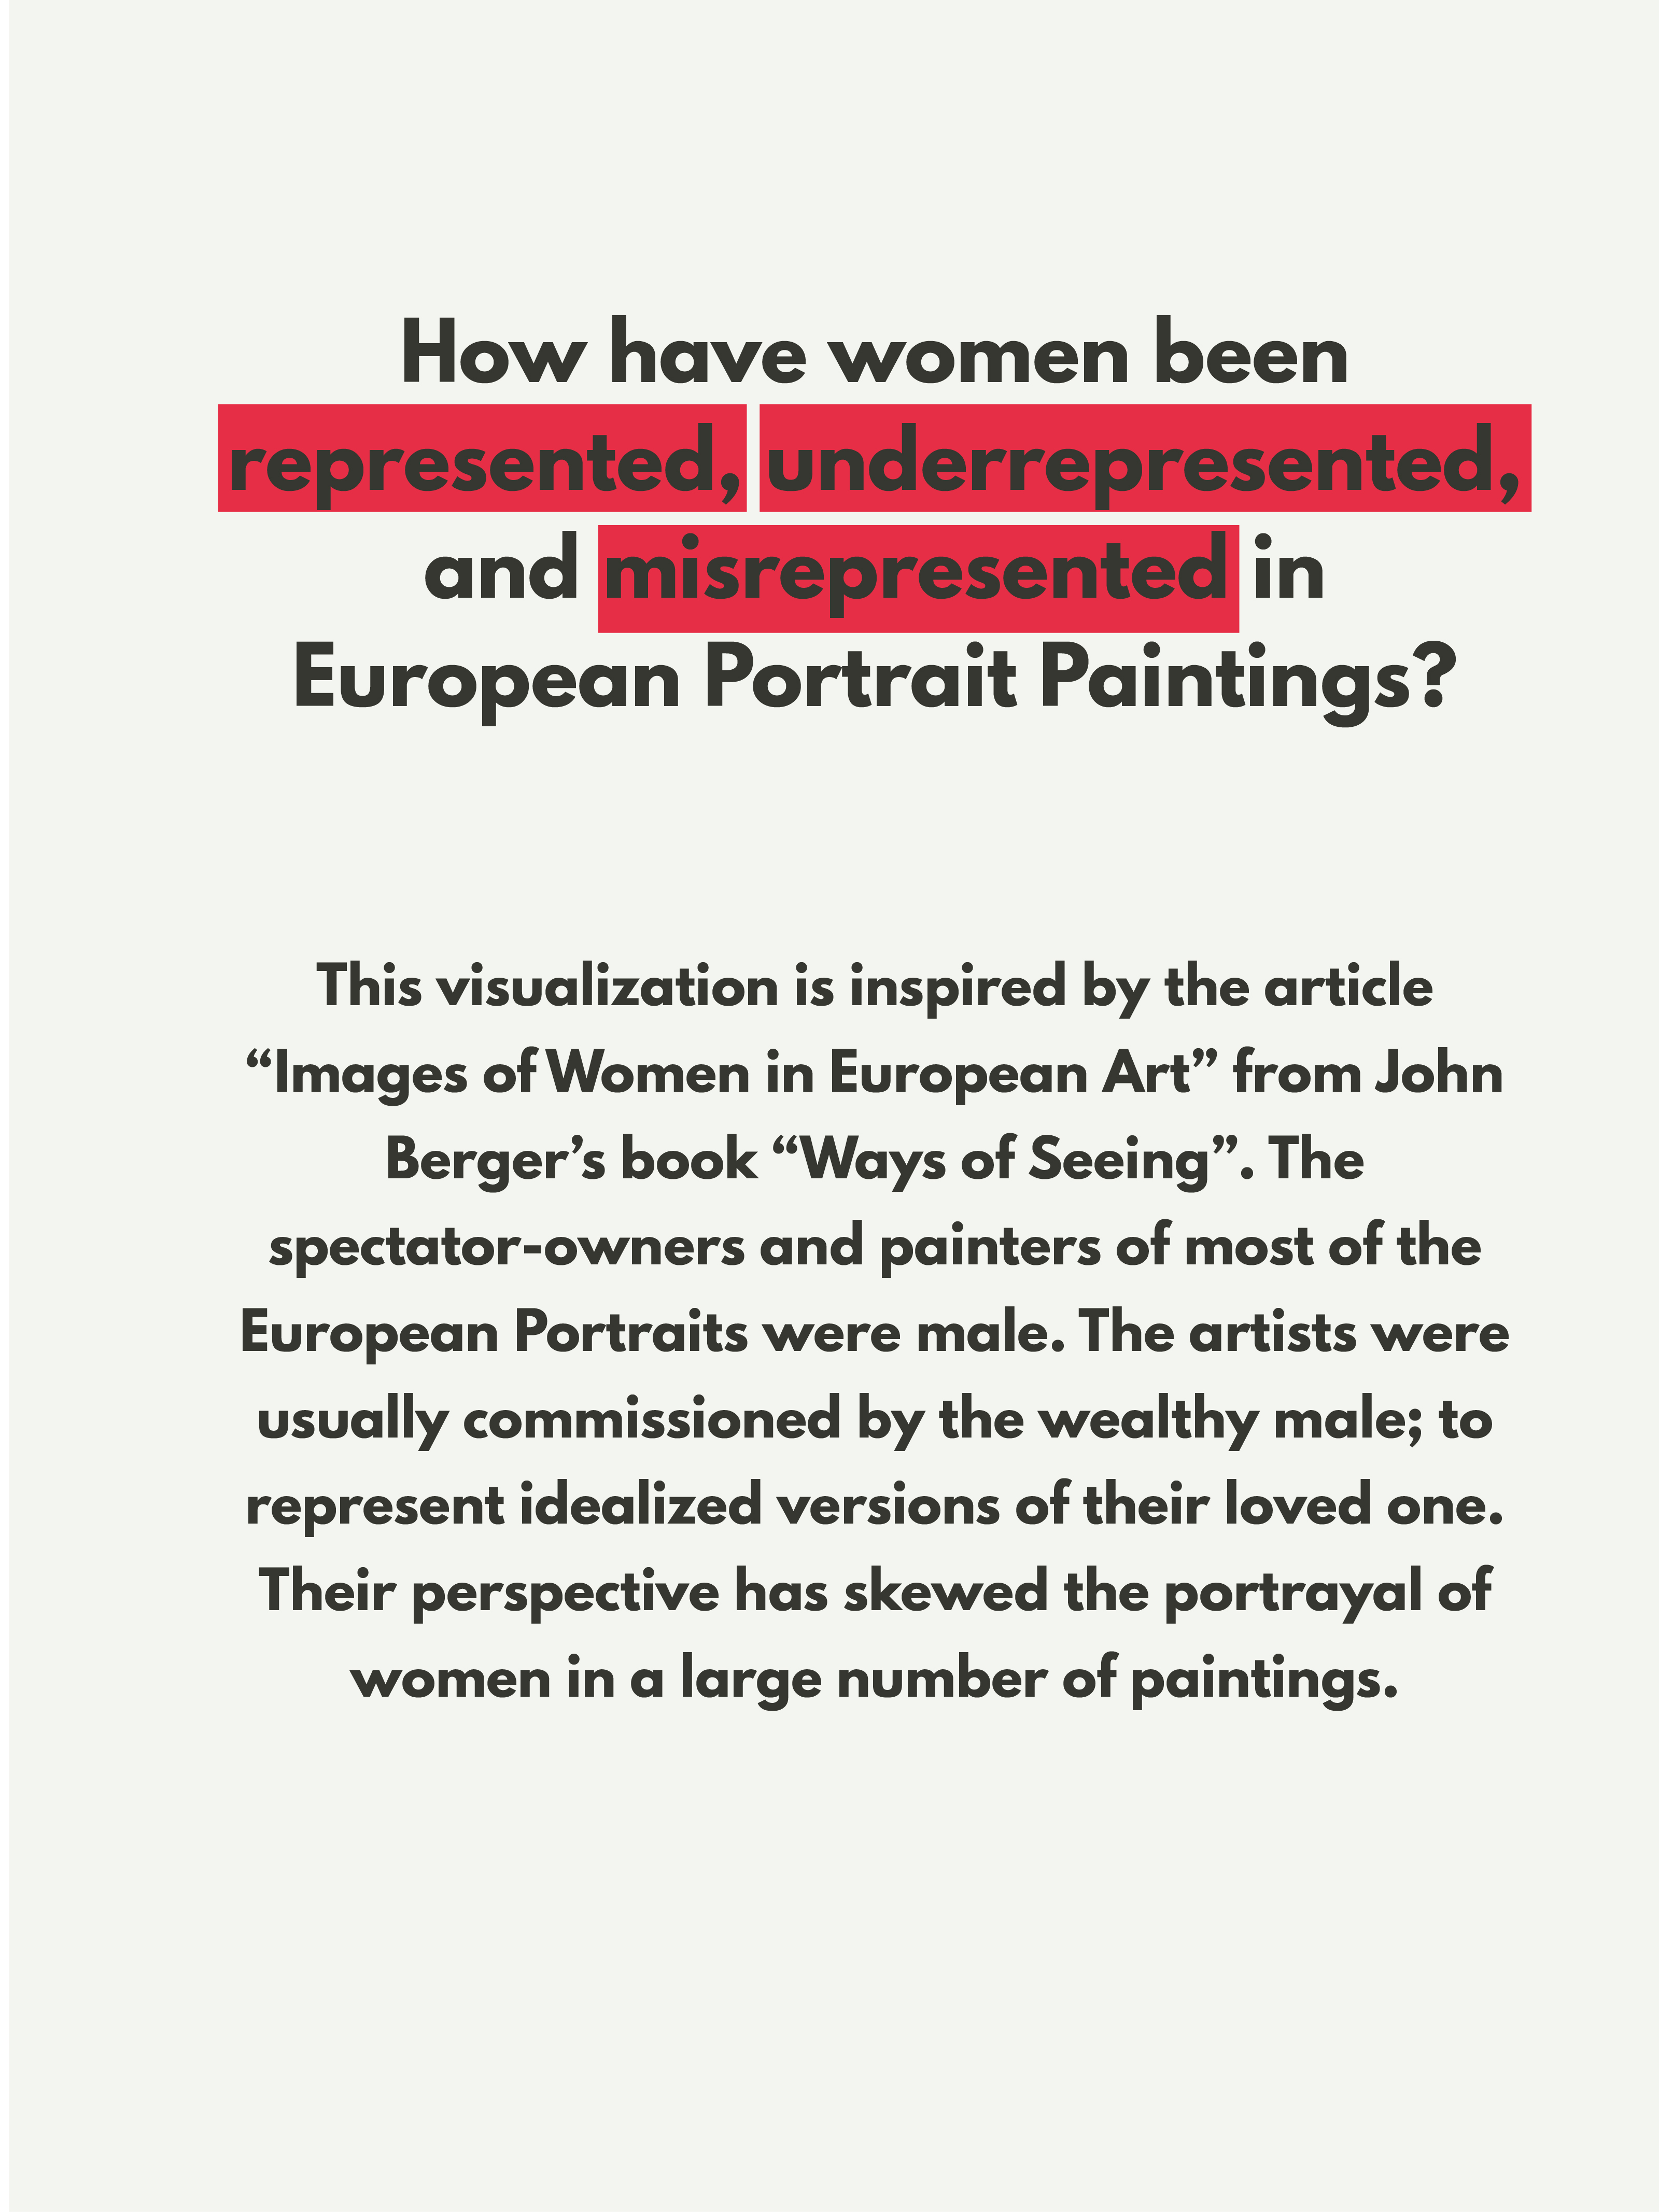 How have women been
represented, underrepresented,
and misrepresented in
European Portrait Paintings?
This visualization is inspired by the article
“Images of Women in European Art” from John
Berger’s book “Ways of Seeing”. The
spectator-owners and painters of most of the
European Portraits were male. The artists were
usually commissioned by the wealthy male; to
represent idealized versions of their loved one.
Their perspective has skewed the portrayal of
women in a large number of paintings.